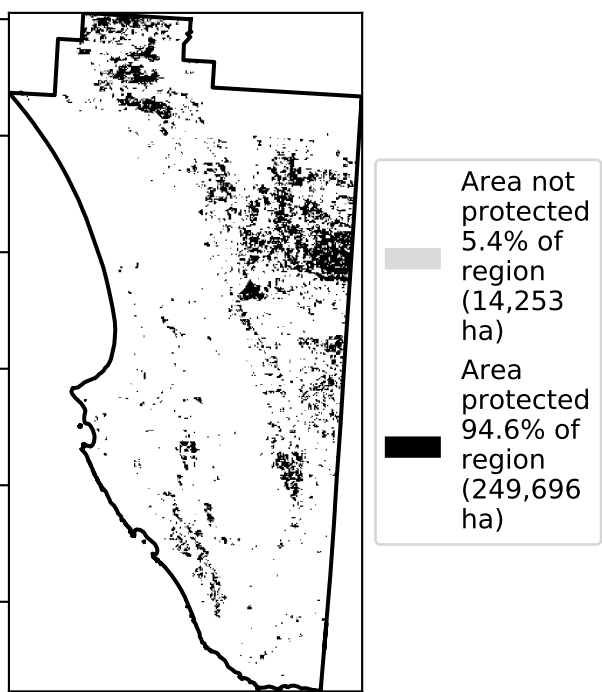 Area not
protected
5.4% of
region
(14,253
ha)
Area
protected
94.6% of
region
(249,696
ha)